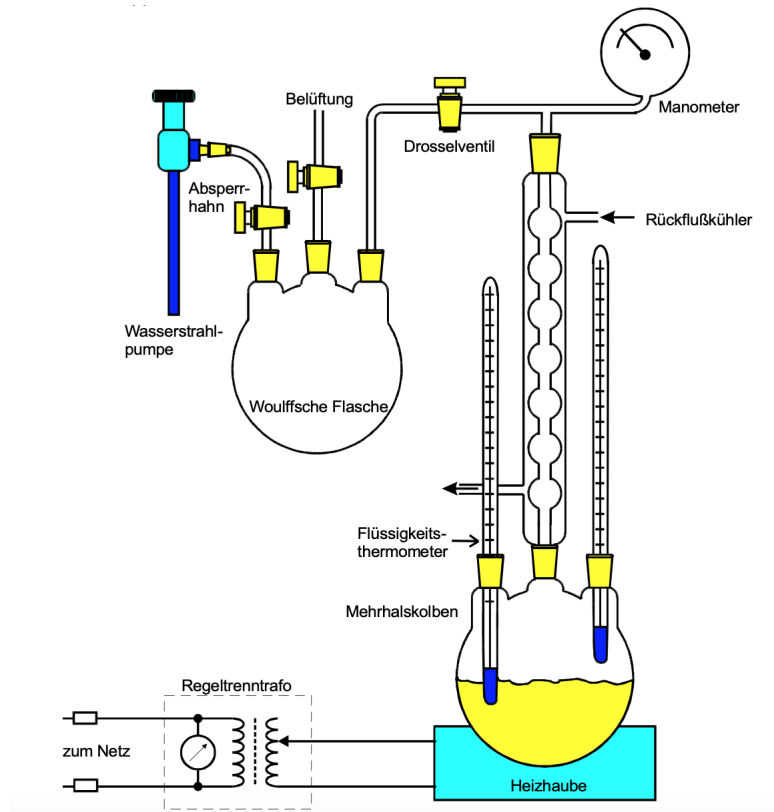 Belüftung
Manometer
Drosselventil
Absperr-
hahn
Rückflußkühler
Wasserstrahl-
pumpe
Woulffsche Flasche
Flüssigkeits-
thermometer
Mehrhalskolben
Regeltrenntrafo
zum Netz
Heizhaube